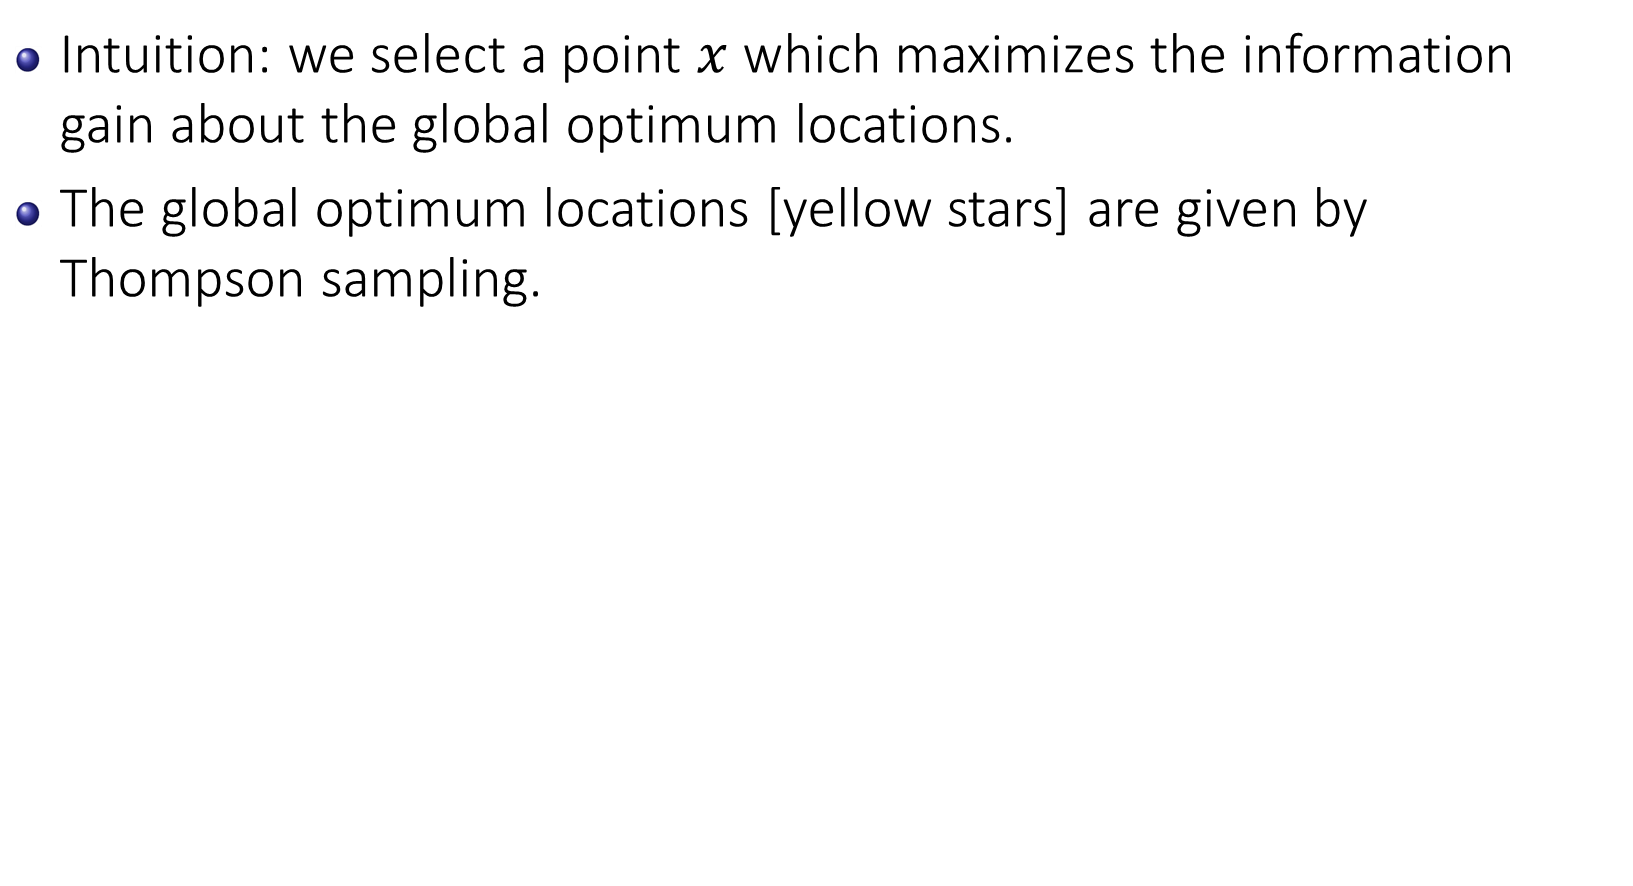 Intuition: we select a point x which maximizes the information
gain about the global optimum locations.
The global optimum locations [yellow stars] are given by
Thompson sampling.